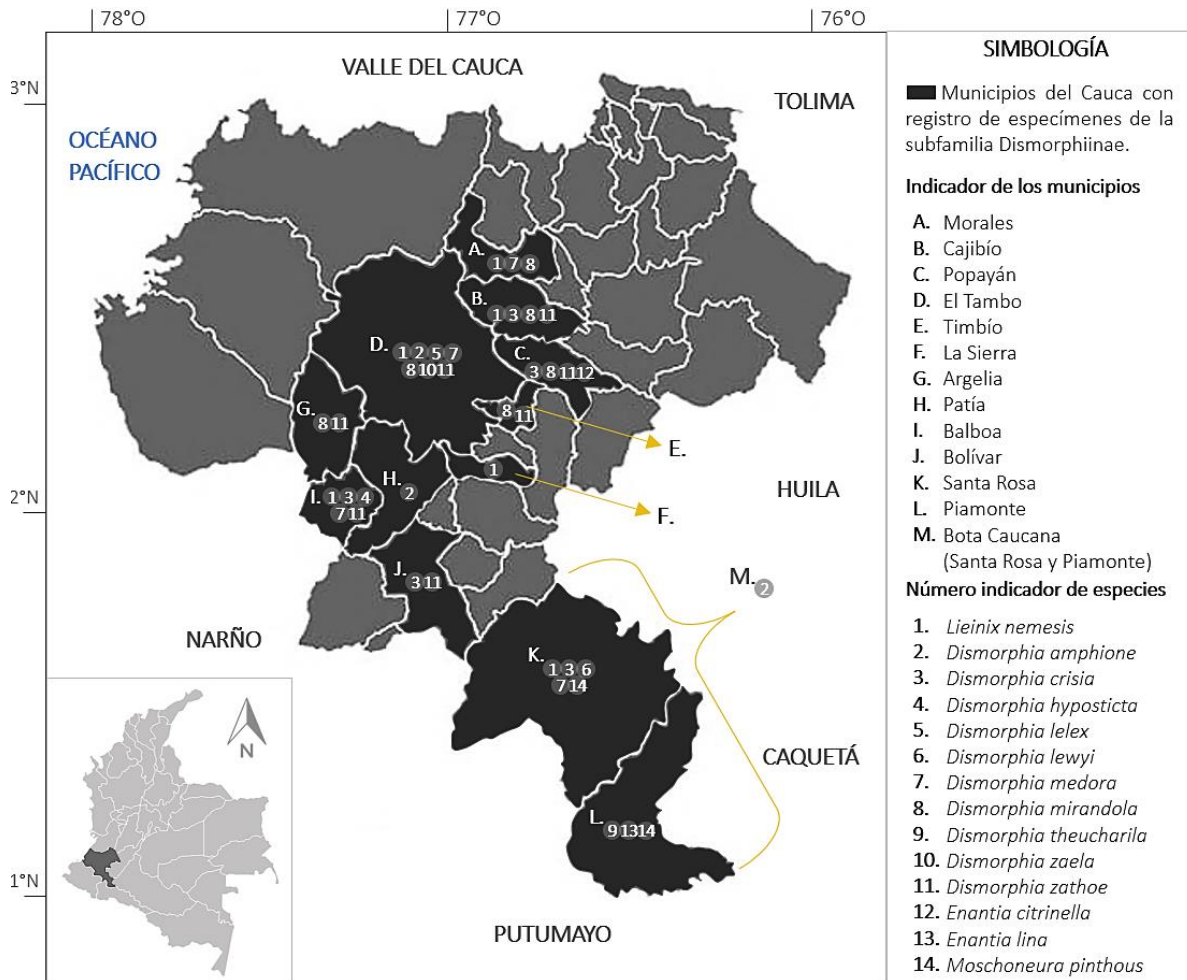 78°O
77°O
76°O
3°N
2°N
1°N
VALLE DEL CAUCA
TOLIMA
OCÉANO
PACÍFICO
A.
1 7 8
B.
1 3 8 11
D.
1 2 5 7
8 10 11
C.
3 8 11 12
G.
8 11
8 11
E.
1
F.
H.
2
I.
1 3 4
7 11
HUILA
J.
3 11
M.
2
NARÑO
K.
1 3 6
7 14
CAQUETÁ
L.
9 13 14
PUTUMAYO
N
SIMBOLOGÍA
Municipios del Cauca con
registro de especímenes de la
subfamilia Dismorphiinae.
Indicador de los municipios
A. Morales
B. Cajibío
C. Popayán
D. El Tambo
E. Timbío
F. La Sierra
G. Argelia
H. Patía
I. Balboa
J. Bolívar
K. Santa Rosa
L. Piamonte
M. Bota Caucana
(Santa Rosa y Piamonte)
Número indicador de especies
1. Lieinix nemesis
2. Dismorphia amphione
3. Dismorphia crisia
4. Dismorphia hyposticta
5. Dismorphia lelex
6. Dismorphia lewyi
7. Dismorphia medora
8. Dismorphia mirandola
9. Dismorphia theucharila
10. Dismorphia zaela
11. Dismorphia zathoe
12. Enantia citrinella
13. Enantia lina
14. Moschoneura pinthous